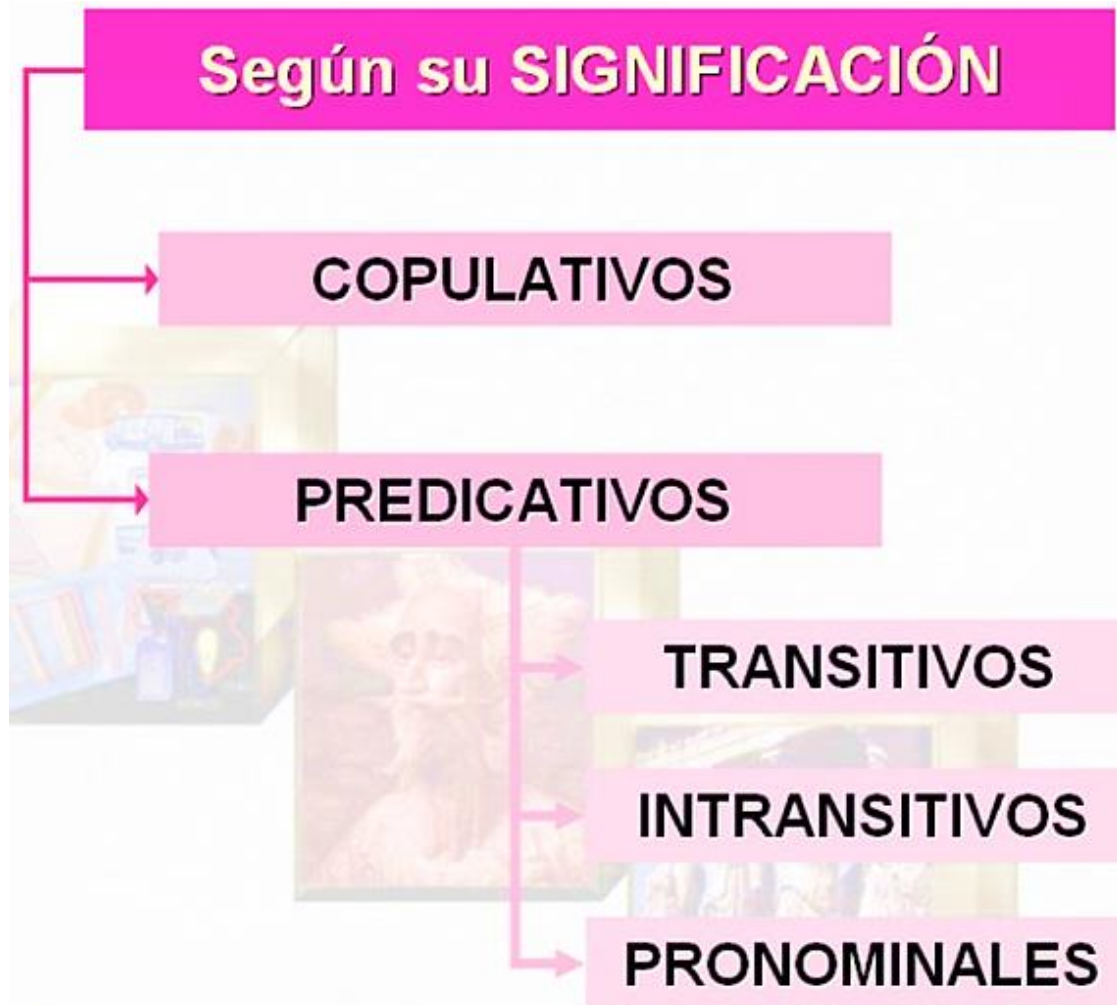 Según su SIGNIFICACIÓN
COPULATIVOS
PREDICATIVOS
TRANSITIVOS
INTRANSITIVOS
PRONOMINALES